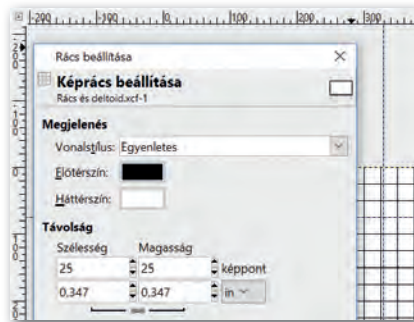 -200 -100 0 100 200 300
Rács beállítása
Képrács beállítása
Rács és deltoid.xcf-1
Megjelenés
Vonalstílus: Egyenletes
Előtérszín:
Háttérszín:
Távolság
Szélesség Magasság
25 25 képpont
0,347 0,347 in